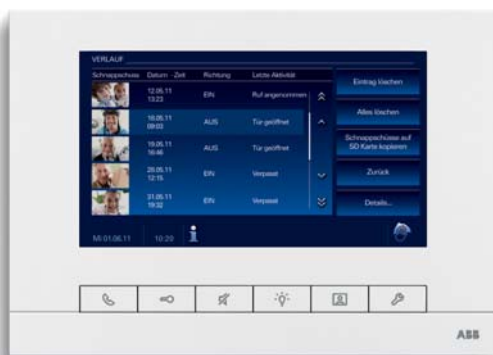 VERLAUF
Schnappschüsse Datum - Zeit Richtung Letzte Aktivität
12.05.11
13:23
EIN Ruf angenommen
18.05.11
09:03
AUS Tür geöffnet
19.05.11
16:46
AUS Tür geöffnet
28.05.11
12:15
EIN Verpasst
31.05.11
19:32
EIN Verpasst
Eintrag löschen
Alles löschen
Schnappschüsse auf
SD Karte kopieren
Zurück
Details...
Mi 01.06.11 10:20
ABB